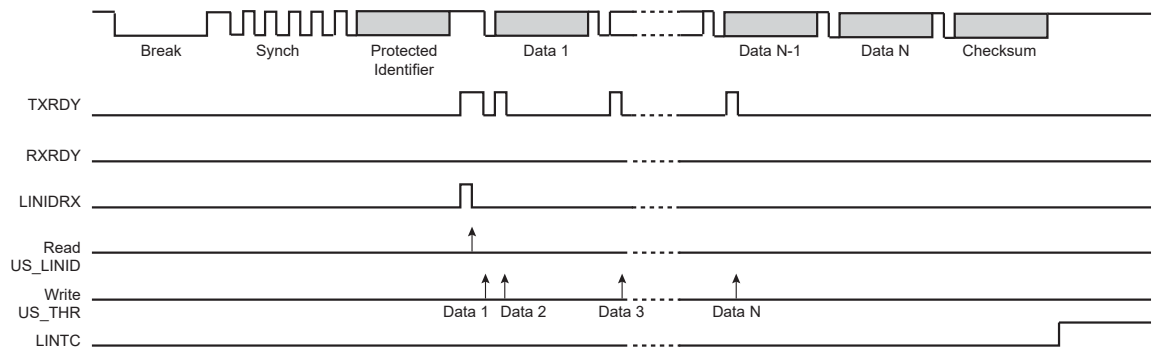 Break
Synch
Protected
Identifier
Data 1
Data N-1
Data N
Checksum
TXRDY
RXRDY
LINIDRX
Read
US_LINID
Write
US_THR
Data 1
Data 2
Data 3
Data N
LINTC